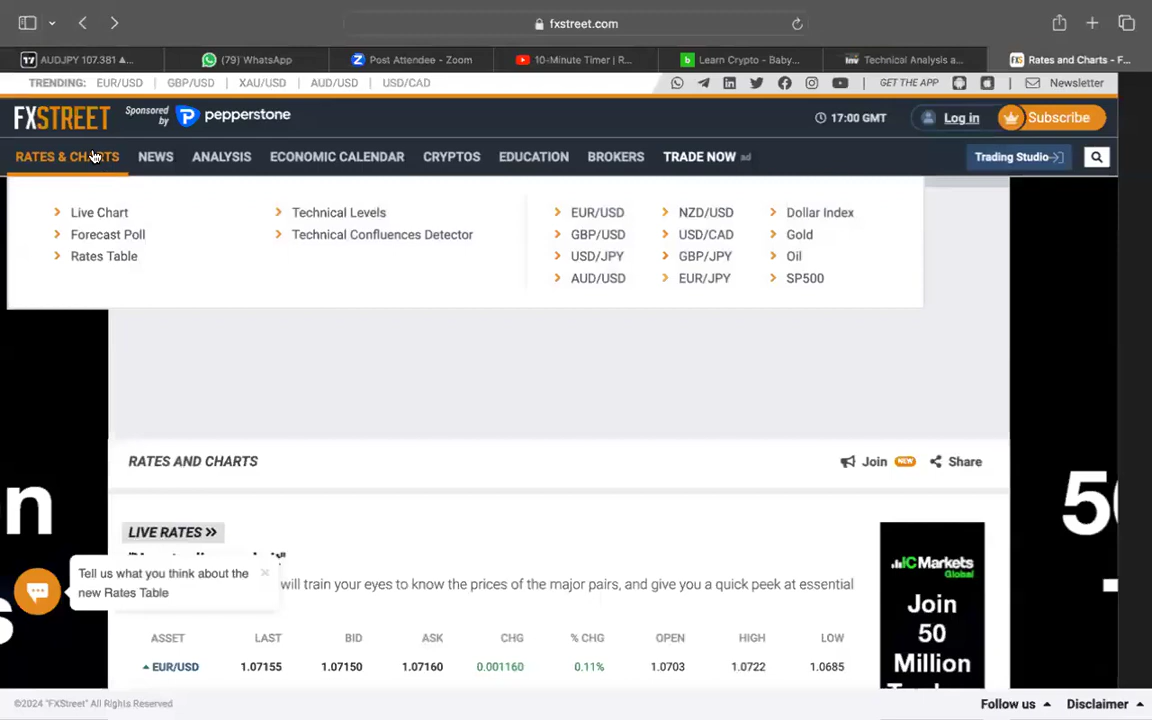 fxstreet.com
AUDJPY 107.381 ▲...
(79) WhatsApp
Post Attendee - Zoom
10-Minute Timer | R...
Learn Crypto - Baby...
Technical Analysis a...
Rates and Charts - F...
TRENDING: EUR/USD GBP/USD XAU/USD AUD/USD USD/CAD
GET THE APP
Newsletter
FXSTREET
Sponsored by
pepperstone
17:00 GMT
Log in
Subscribe
RATES & CHARTS NEWS ANALYSIS ECONOMIC CALENDAR CRYPTOS EDUCATION BROKERS TRADE NOW ad
Trading Studio
Live Chart
Forecast Poll
Rates Table
Technical Levels
Technical Confluences Detector
EUR/USD
GBP/USD
USD/JPY
AUD/USD
NZD/USD
USD/CAD
GBP/JPY
EUR/JPY
Dollar Index
Gold
Oil
SP500
RATES AND CHARTS
Join NEW
Share
LIVE RATES
Tell us what you think about the
new Rates Table
will train your eyes to know the prices of the major pairs, and give you a quick peek at essential
ASSET LAST BID ASK CHG % CHG OPEN HIGH LOW
EUR/USD 1.07155 1.07150 1.07160 0.001160 0.11% 1.0703 1.0722 1.0685
IC Markets
Global
Join
50
Million
©2024 "FXStreet" All Rights Reserved
Follow us
Disclaimer